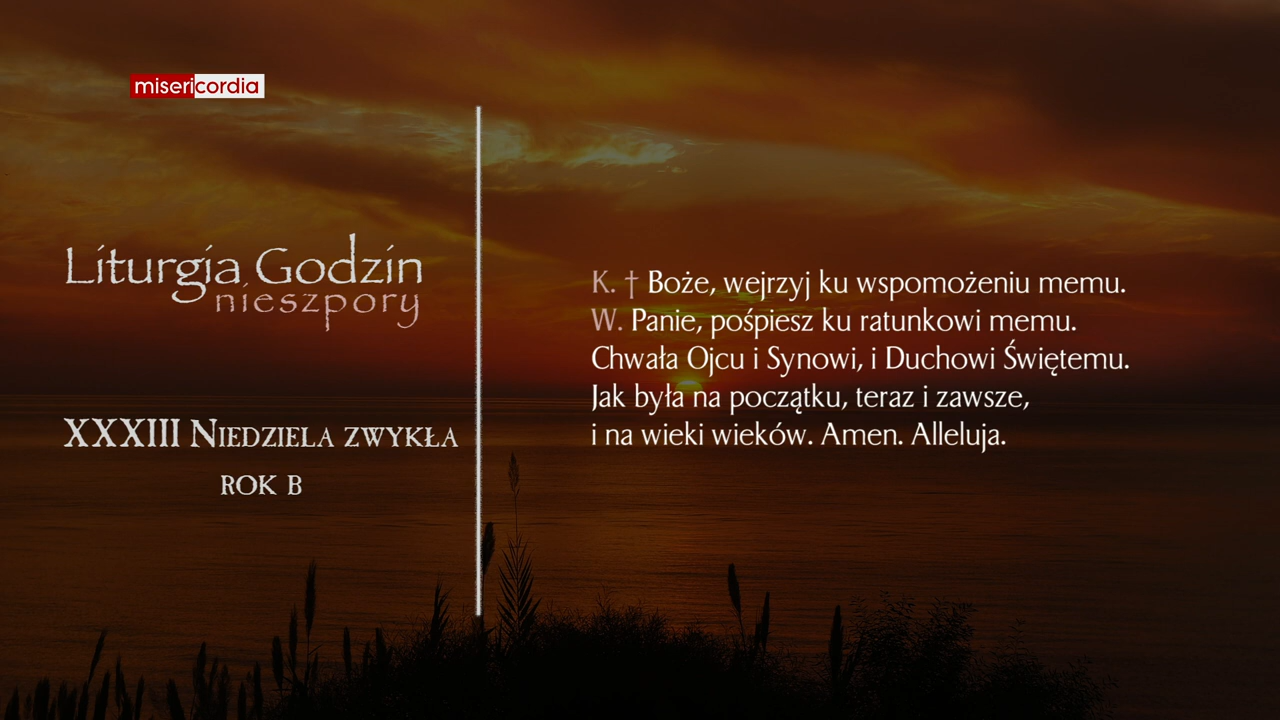 misericordia
Liturgia Godzin
nieszpory
XXXIII Niedziela zwykła
rok B
K. † Boże, wejrzyj ku wspomożeniu memu.
W. Panie, pośpiesz ku ratunkowi memu.
Chwała Ojcu i Synowi, i Duchowi Świętemu.
Jak była na początku, teraz i zawsze,
i na wieki wieków. Amen. Alleluja.